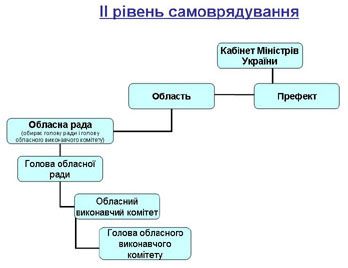 ІІ рівень самоврядування
Кабінет Міністрів
України
Область
Префект
Обласна рада
(обирає голову ради і голову
обласного виконавчого комітету)
Голова обласної
ради
Обласний
виконавчий комітет
Голова обласного
виконавчого
комітету